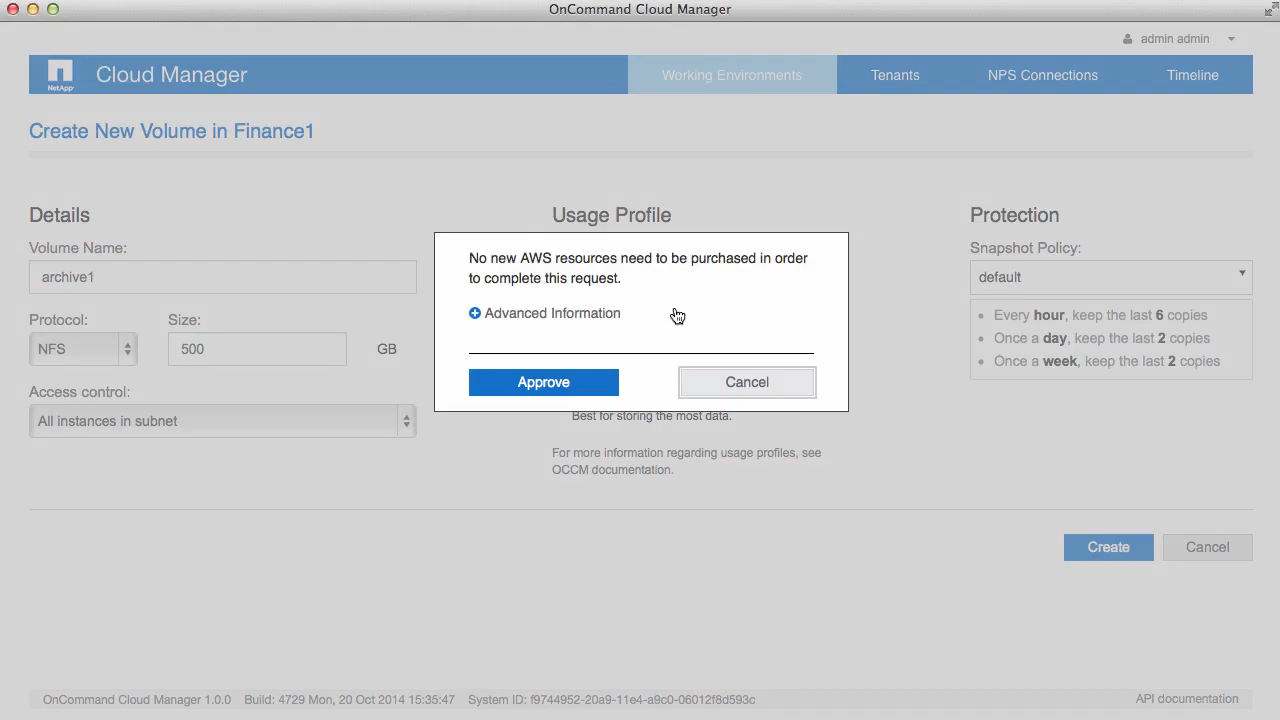 OnCommand Cloud Manager
admin admin
NetApp
Cloud Manager
Working Environments
Tenants
NPS Connections
Timeline
Create New Volume in Finance1
Details
Volume Name:
archive1
Protocol:
Size:
NFS
500
GB
Access control:
All instances in subnet
Usage Profile
No new AWS resources need to be purchased in order
to complete this request.
Advanced Information
Approve
Cancel
Best for storing the most data.
For more information regarding usage profiles, see
OCCM documentation.
Protection
Snapshot Policy:
default
Every hour, keep the last 6 copies
Once a day, keep the last 2 copies
Once a week, keep the last 2 copies
Create
Cancel
OnCommand Cloud Manager 1.0.0
Build: 4729 Mon, 20 Oct 2014 15:35:47
System ID: f9744952-20a9-11e4-a9c0-06012f8d593c
API documentation